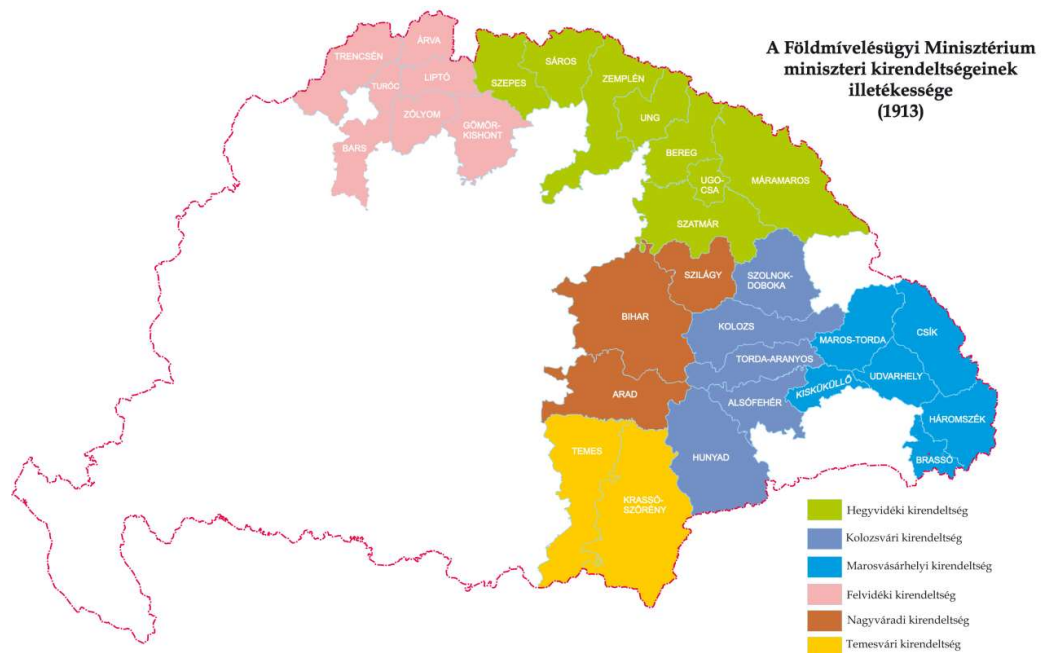 A Földmívelésügyi Minisztérium
miniszteri kirendeltségeinek
illetékessége
(1913)
ÁRVA
TRENCSÉN
LIPTÓ
TURÓC
ZÓLYOM
GÖMÖR-
KISHONT
BARS
SZEPES
SÁROS
ZEMPLÉN
UNG
BEREG
UGO-
CSA
MÁRAMAROS
SZATMÁR
SZILÁGY
BIHAR
ARAD
SZOLNOK-
DOBOKA
KOLOZS
TORDA-ARANYOS
ALSÓFEHÉR
HUNYAD
MAROS-TORDA
CSÍK
UDVARHELY
KISKÜKÜLLŐ
HÁROMSZÉK
BRASSÓ
TEMES
KRASSÓ-
SZÖRÉNY
Hegyvidéki kirendeltség
Kolozsvári kirendeltség
Marosvásárhelyi kirendeltség
Felvidéki kirendeltség
Nagyváradi kirendeltség
Temesvári kirendeltség